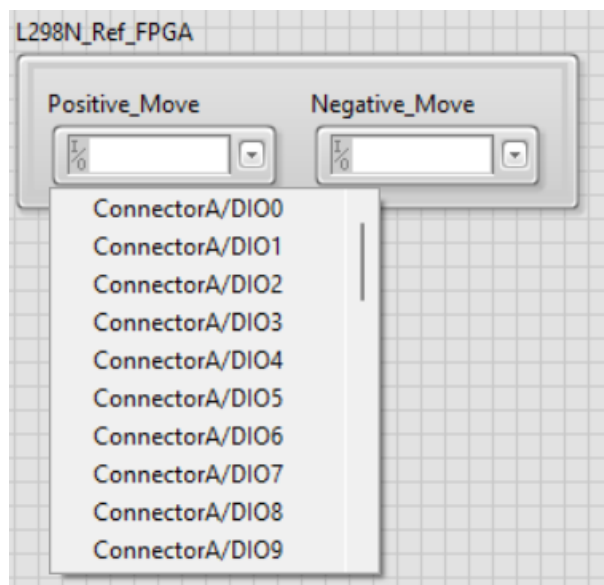 L298N_Ref_FPGA
Positive_Move Negative_Move
I/O I/O
ConnectorA/DIO0
ConnectorA/DIO1
ConnectorA/DIO2
ConnectorA/DIO3
ConnectorA/DIO4
ConnectorA/DIO5
ConnectorA/DIO6
ConnectorA/DIO7
ConnectorA/DIO8
ConnectorA/DIO9